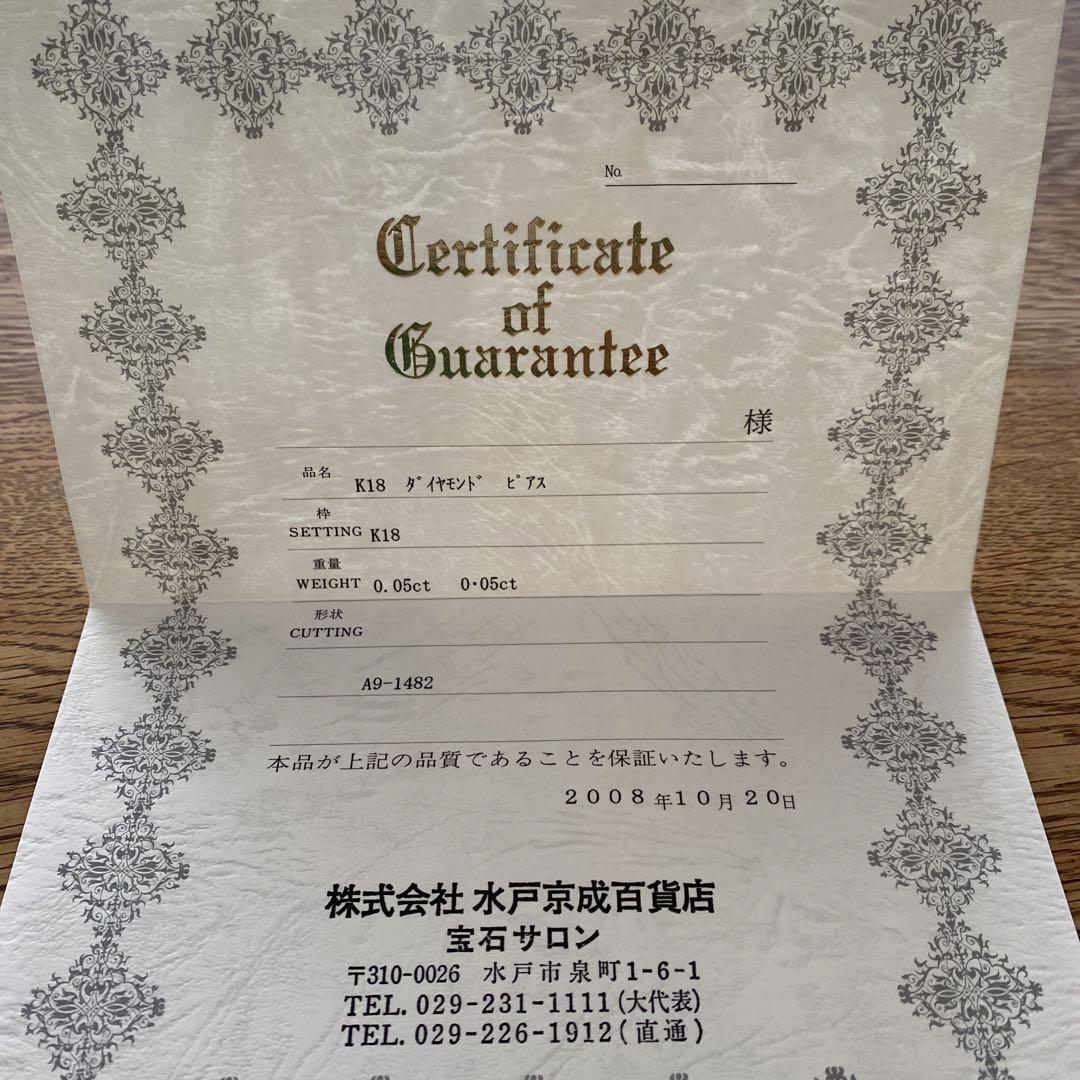 No.
Certificate
of
Guarantee
様
品名 K18 ﾀﾞｲﾔﾓﾝﾄﾞ ﾋﾟｱｽ
枠
SETTING K18
重量
WEIGHT 0.05ct 0･05ct
形状
CUTTING
A9-1482
本品が上記の品質であることを保証いたします。
2008年10月20日
株式会社 水戸京成百貨店
宝石サロン
〒310-0026 水戸市泉町1-6-1
TEL. 029-231-1111(大代表)
TEL. 029-226-1912(直通)